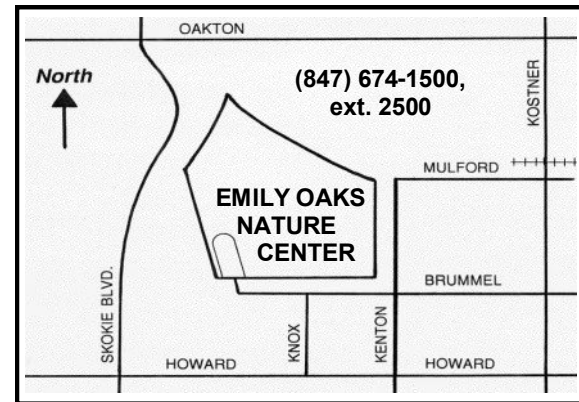 OAKTON
North
(847) 674-1500,
ext. 2500
KOSTNER
MULFORD
EMILY OAKS
NATURE
CENTER
SKOKIE BLVD.
BRUMMEL
KNOX
KENTON
HOWARD
HOWARD